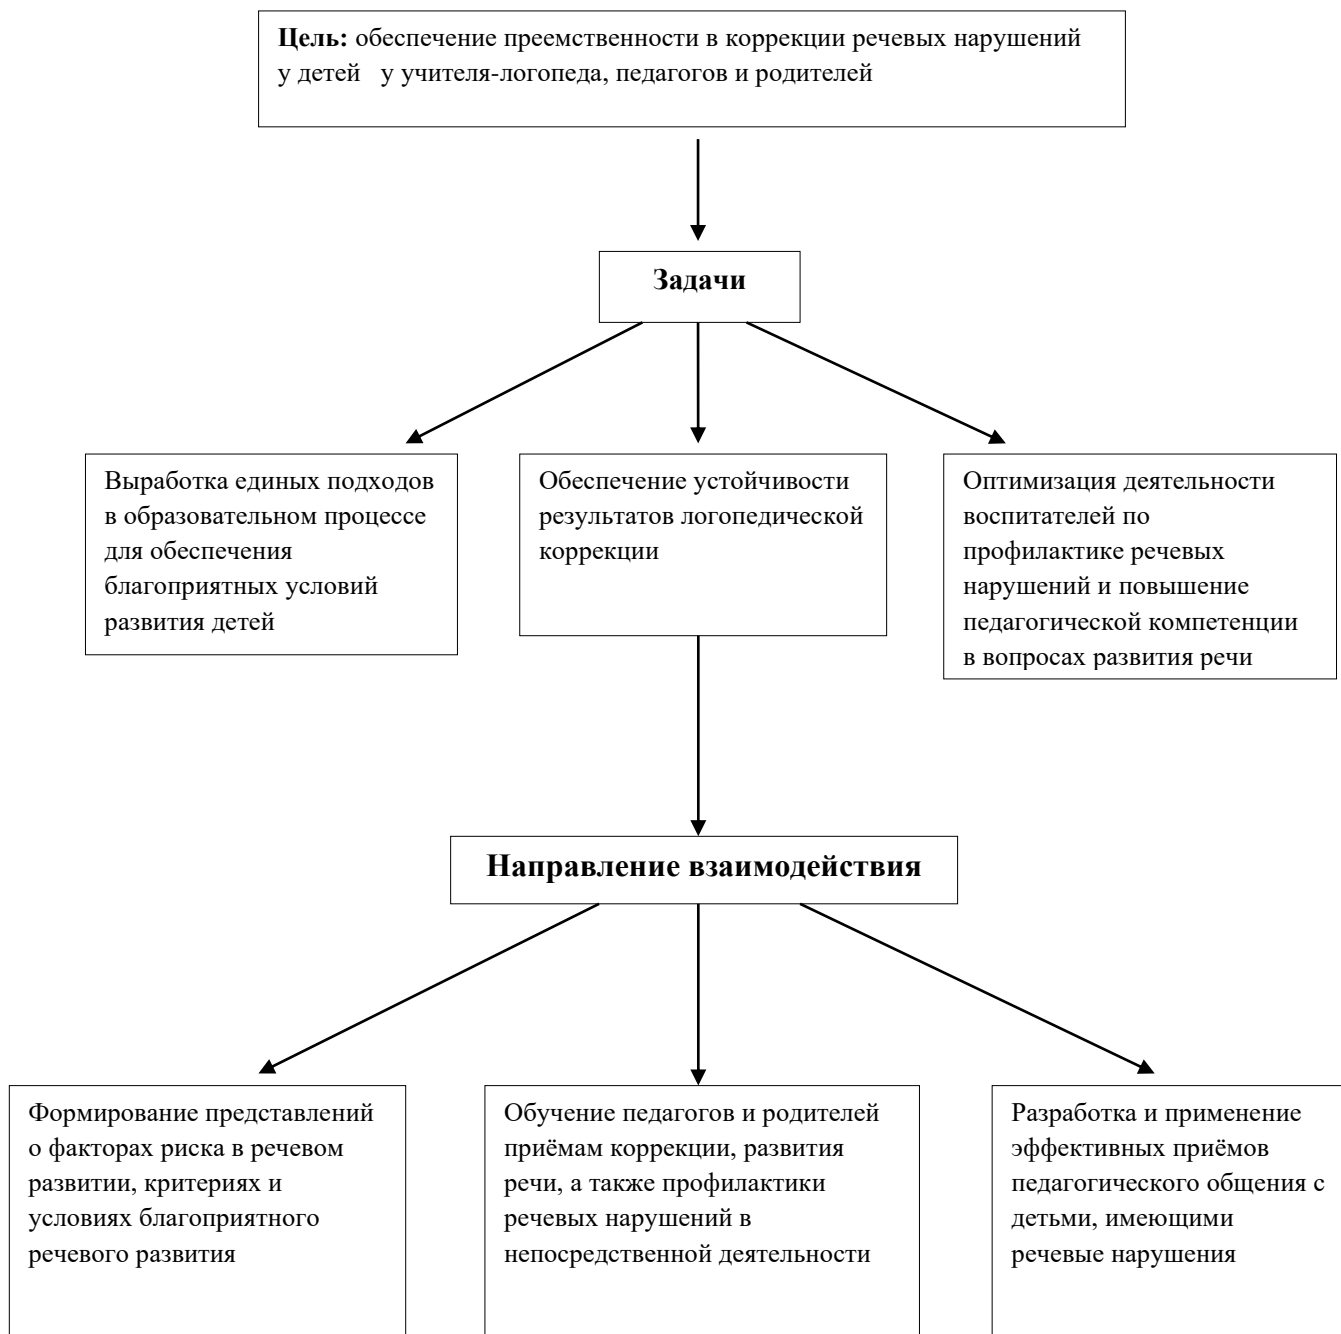 Цель: обеспечение преемственности в коррекции речевых нарушений
у детей у учителя-логопеда, педагогов и родителей
Задачи
Выработка единых подходов
в образовательном процессе
для обеспечения
благоприятных условий
развития детей
Обеспечение устойчивости
результатов логопедической
коррекции
Оптимизация деятельности
воспитателей по
профилактике речевых
нарушений и повышение
педагогической компетенции
в вопросах развития речи
Направление взаимодействия
Формирование представлений
о факторах риска в речевом
развитии, критериях и
условиях благоприятного
речевого развития
Обучение педагогов и родителей
приёмам коррекции, развития
речи, а также профилактики
речевых нарушений в
непосредственной деятельности
Разработка и применение
эффективных приёмов
педагогического общения с
детьми, имеющими
речевые нарушения